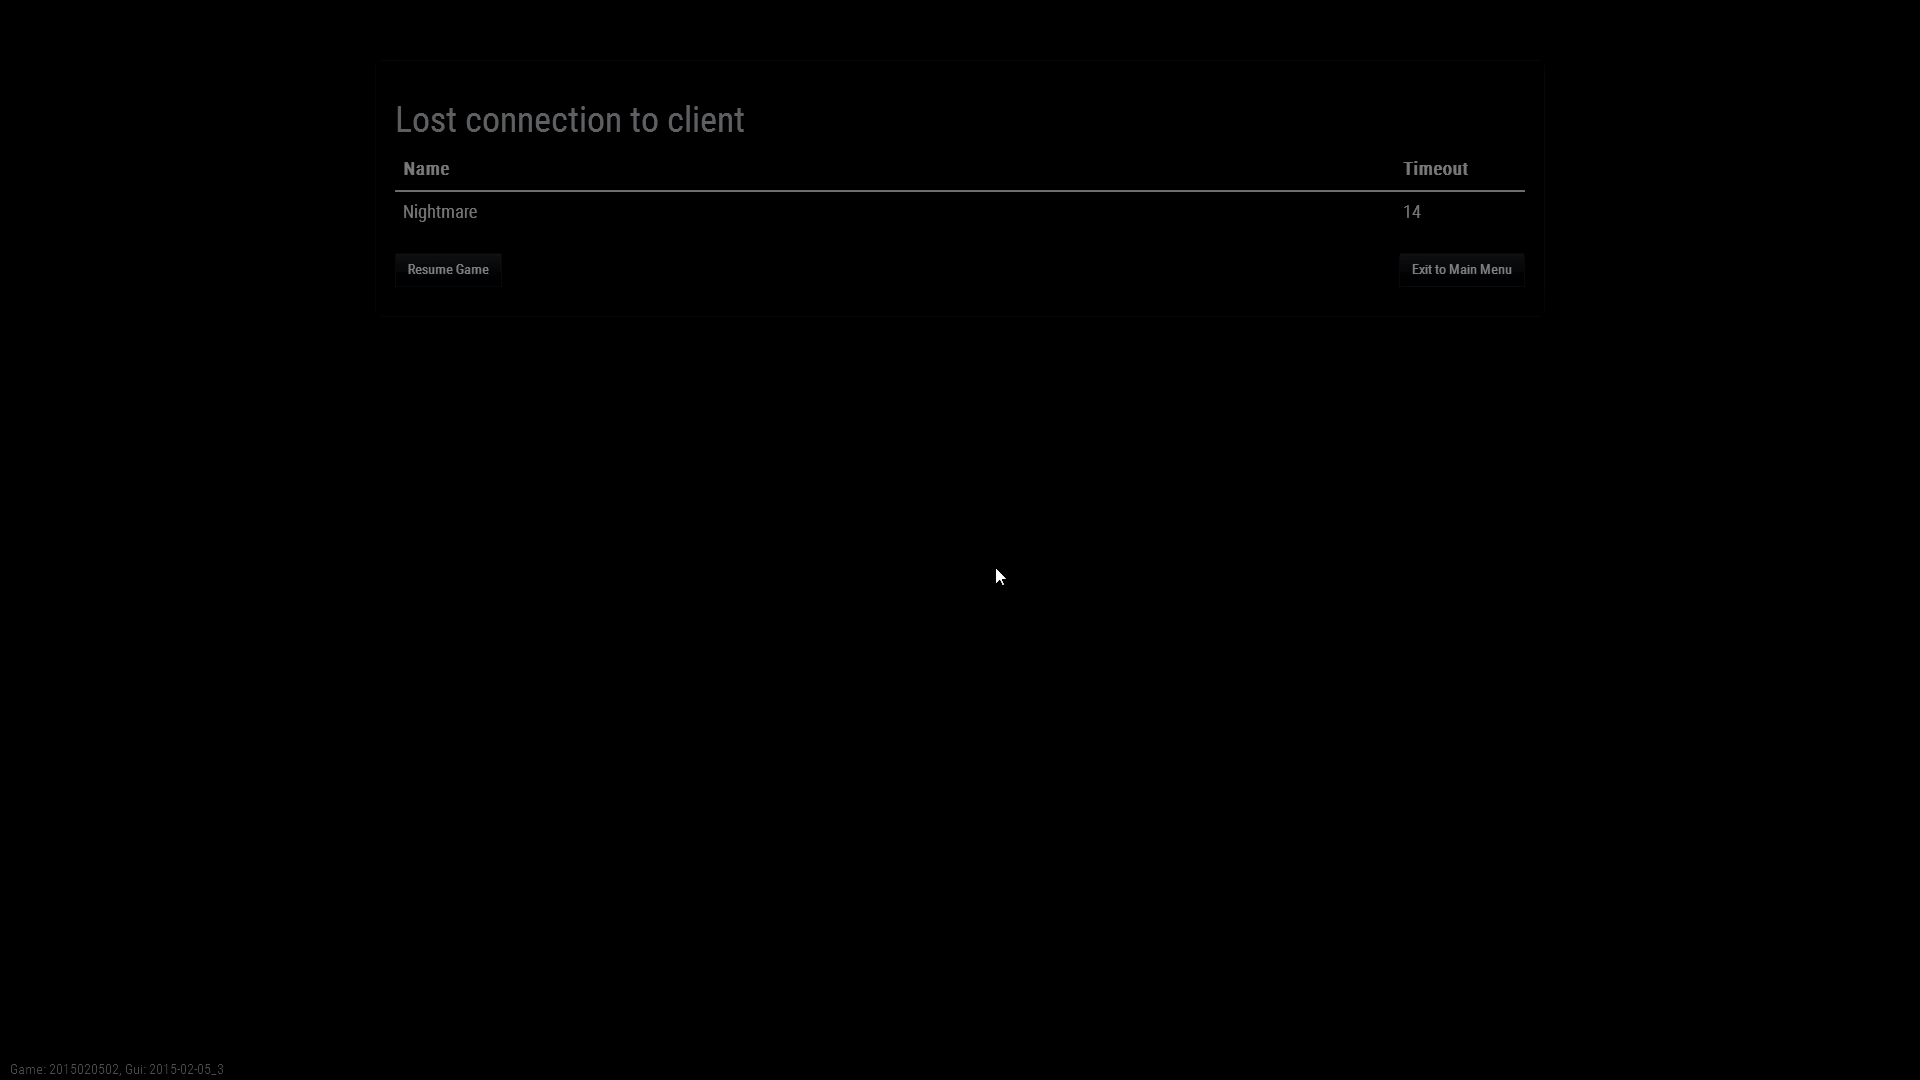 Lost connection to client
Name Timeout
Nightmare 14
Resume Game Exit to Main Menu
Game: 2015020502, Gui: 2015-02-05_3